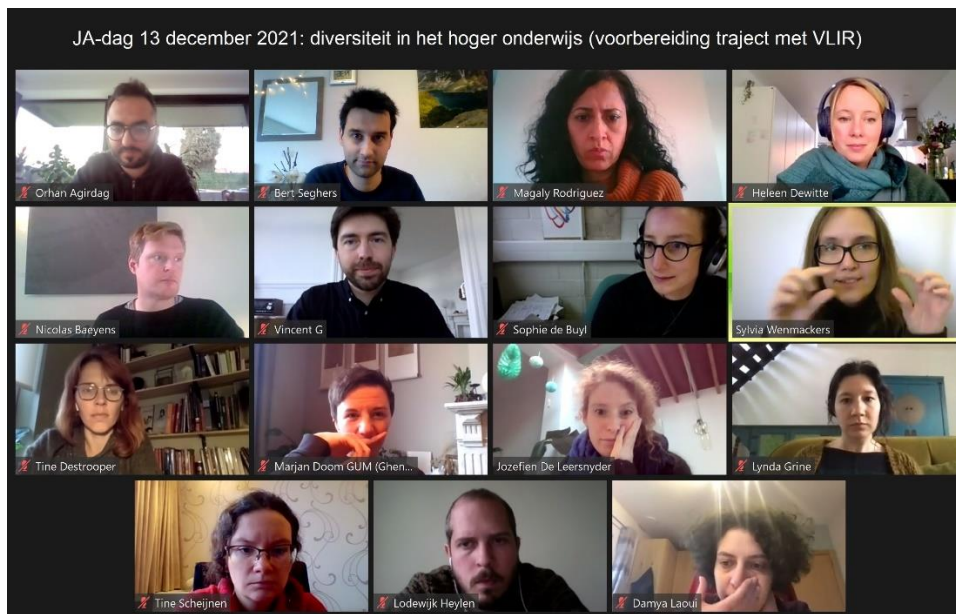 JA-dag 13 december 2021: diversiteit in het hoger onderwijs (voorbereiding traject met VLIR)
Orhan Agirdag
Bert Seghers
Magaly Rodriguez
Heleen Dewitte
Nicolas Baeyens
Vincent G
Sophie de Buyl
Sylvia Wenmackers
Tine Destrooper
Marjan Doom GUM (Ghen...
Jozefien De Leersnyder
Lynda Grine
Tine Scheijnen
Lodewijk Heylen
Damya Laoui